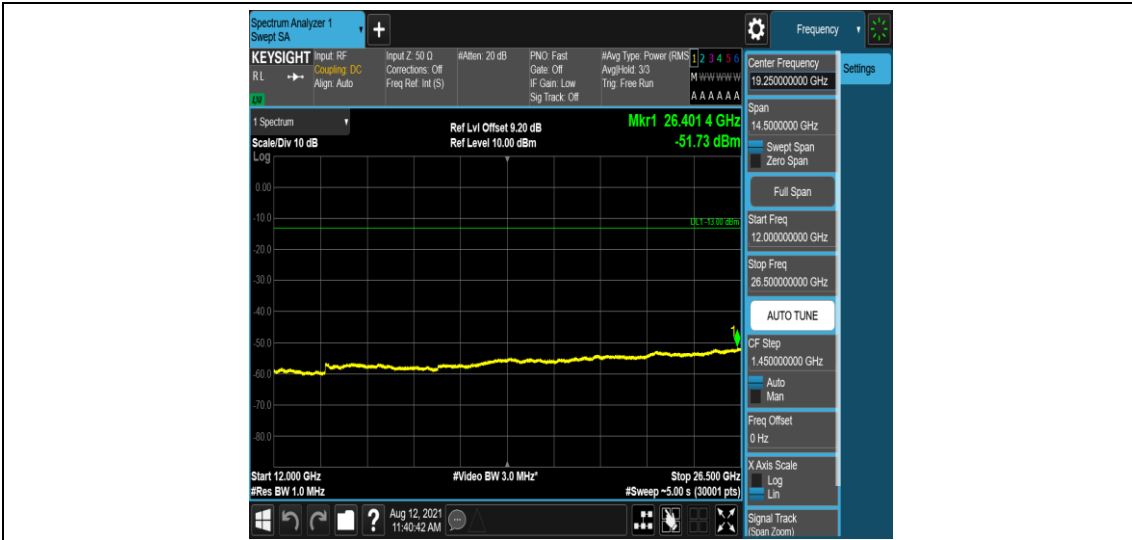 Spectrum Analyzer 1
Swept SA
+
Frequency
KEYSIGHT
Input: RF
Input Z: 50 Ω
#Atten: 20 dB
PNO: Fast
#Avg Type: Power (RMS
1 2 3 4 5 6
RL
Coupling: DC
Corrections: Off
Gate: Off
Avg|Hold: 3/3
M W W W W W
Align: Auto
Freq Ref: Int (S)
IF Gain: Low
Trig: Free Run
Sig Track: Off
A A A A A A
1 Spectrum
Ref Lvl Offset 9.20 dB
Mkr1 26.401 4 GHz
Scale/Div 10 dB
Ref Level 10.00 dBm
-51.73 dBm
Log
0.00
-10.0
DL1 -13.00 dBm
-20.0
-30.0
-40.0
1
-50.0
-60.0
-70.0
-80.0
Start 12.000 GHz
#Video BW 3.0 MHz*
Stop 26.500 GHz
#Res BW 1.0 MHz
#Sweep ~5.00 s (30001 pts)
?
Aug 12, 2021
11:40:42 AM
Center Frequency
19.250000000 GHz
Settings
Span
14.5000000 GHz
Swept Span
Zero Span
Full Span
Start Freq
12.000000000 GHz
Stop Freq
26.500000000 GHz
AUTO TUNE
CF Step
1.450000000 GHz
Auto
Man
Freq Offset
0 Hz
X Axis Scale
Log
Lin
Signal Track
(Span Zoom)